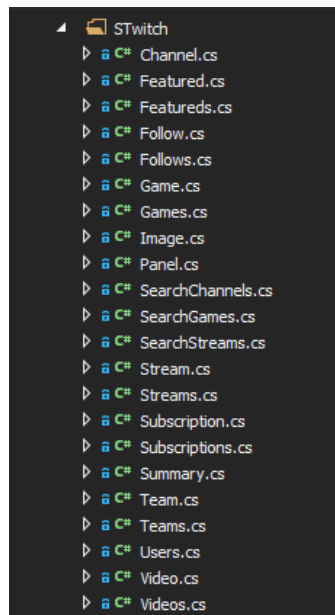 STwitch
C# Channel.cs
C# Featured.cs
C# Featureds.cs
C# Follow.cs
C# Follows.cs
C# Game.cs
C# Games.cs
C# Image.cs
C# Panel.cs
C# SearchChannels.cs
C# SearchGames.cs
C# SearchStreams.cs
C# Stream.cs
C# Streams.cs
C# Subscription.cs
C# Subscriptions.cs
C# Summary.cs
C# Team.cs
C# Teams.cs
C# Users.cs
C# Video.cs
C# Videos.cs